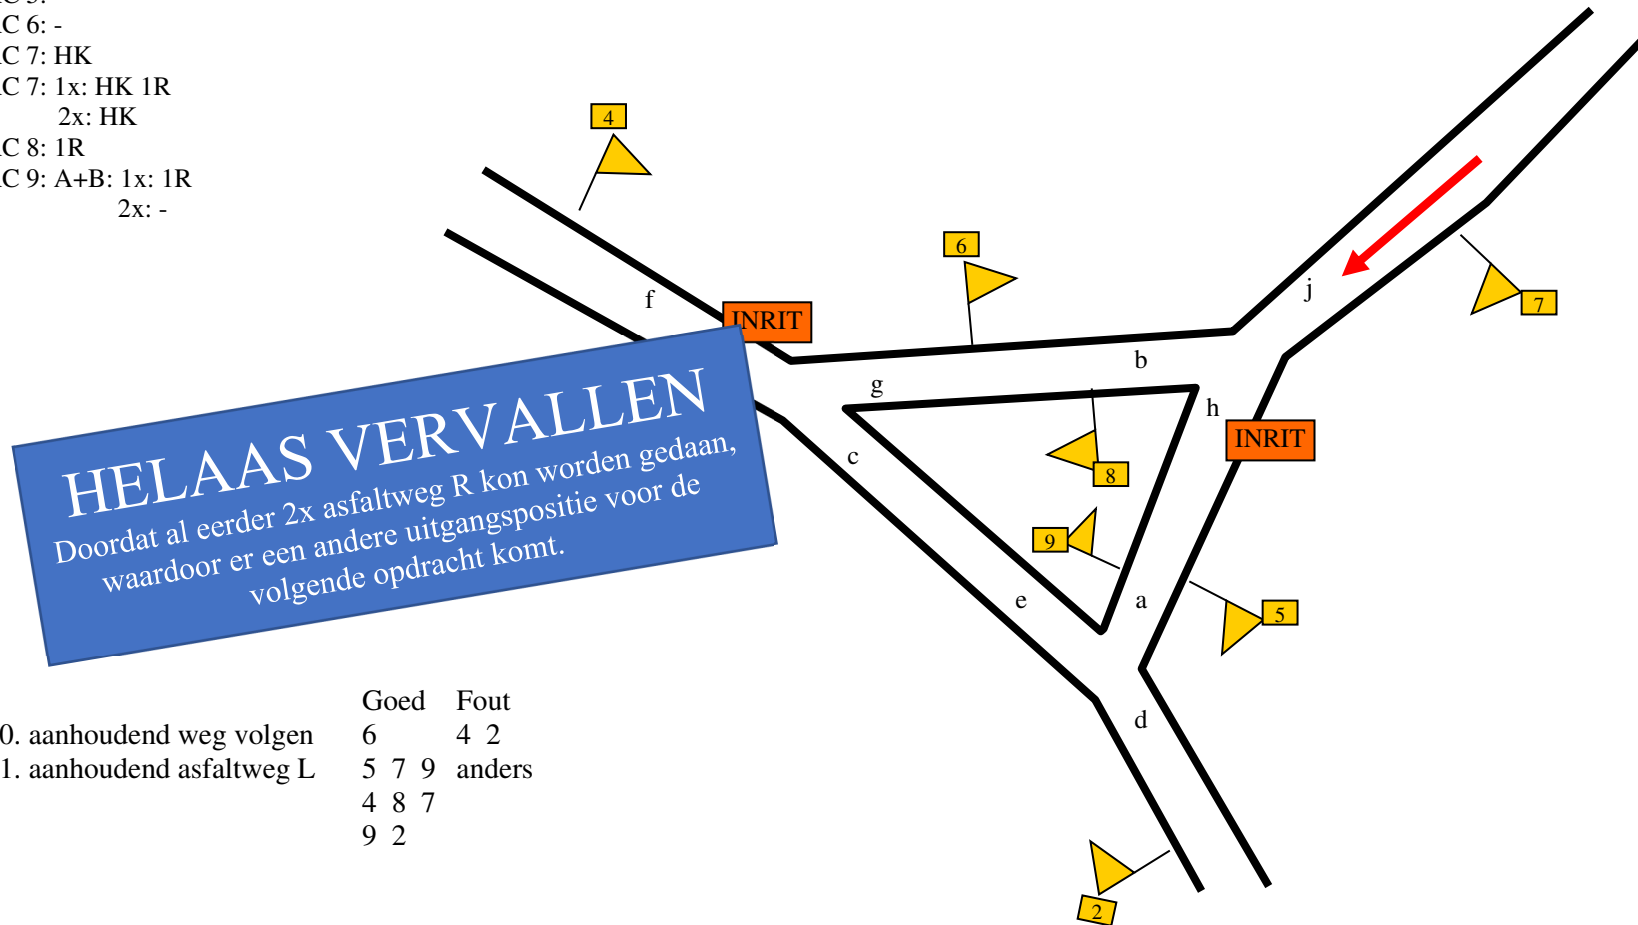 C 6: -
C 7: HK
C 7: 1x: HK 1R
2x: HK
C 8: 1R
C 9: A+B: 1x: 1R
2x: -
4
6
7
f
INRIT
j
b
g
h
INRIT
c
8
9
e
a
5
d
2
HELAAS VERVALLEN
Doordat al eerder 2x asfaltweg R kon worden gedaan,
waardoor er een andere uitgangspositie voor de
volgende opdracht komt.
Goed Fout
0. aanhoudend weg volgen 6 4 2
1. aanhoudend asfaltweg L 5 7 9 anders
4 8 7
9 2